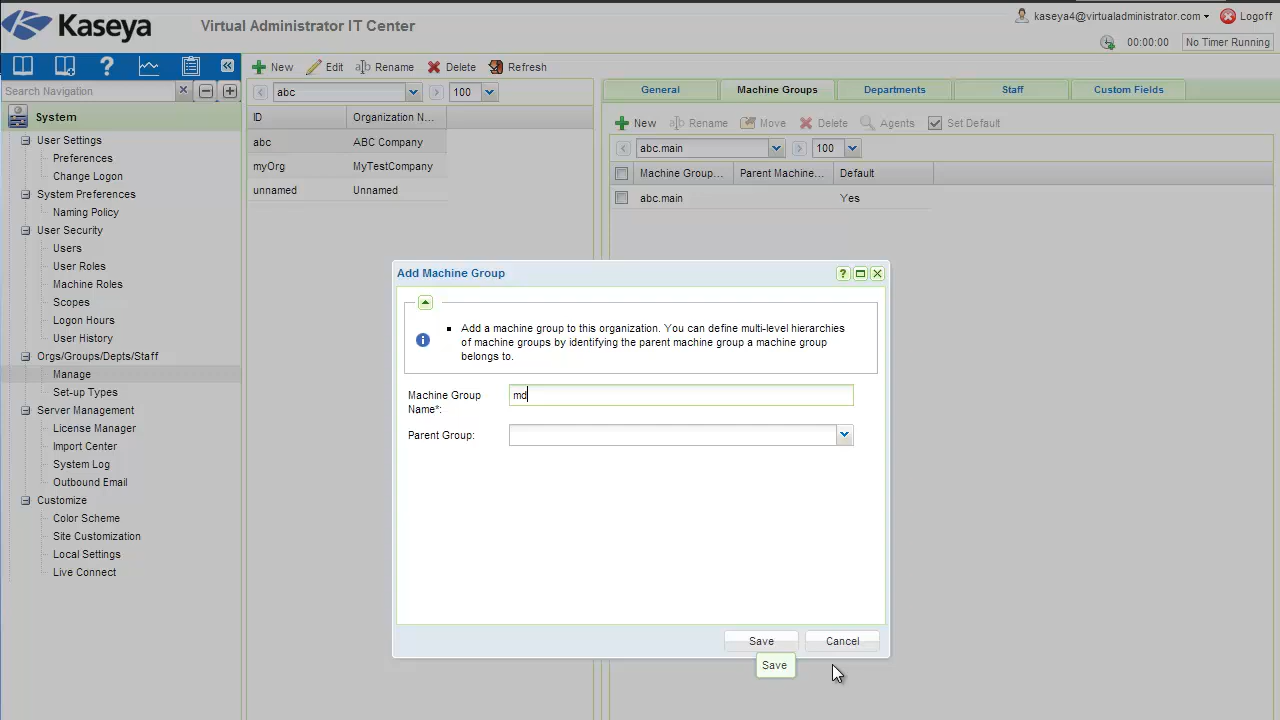 Kaseya
Virtual Administrator IT Center
kaseya4@virtualadministrator.com
Logoff
00:00:00
No Timer Running
Search Navigation
System
User Settings
Preferences
Change Logon
System Preferences
Naming Policy
User Security
Users
User Roles
Machine Roles
Scopes
Logon Hours
User History
Orgs/Groups/Depts/Staff
Manage
Set-up Types
Server Management
License Manager
Import Center
System Log
Outbound Email
Customize
Color Scheme
Site Customization
Local Settings
Live Connect
New Edit Rename Delete Refresh
abc 100
ID Organization N...
abc ABC Company
myOrg MyTestCompany
unnamed Unnamed
General Machine Groups Departments Staff Custom Fields
New Rename Move Delete Agents Set Default
abc.main 100
Machine Group... Parent Machine... Default
abc.main Yes
Add Machine Group
Add a machine group to this organization. You can define multi-level hierarchies
of machine groups by identifying the parent machine group a machine group
belongs to.
Machine Group
Name*:
md
Parent Group:
Save Cancel
Save